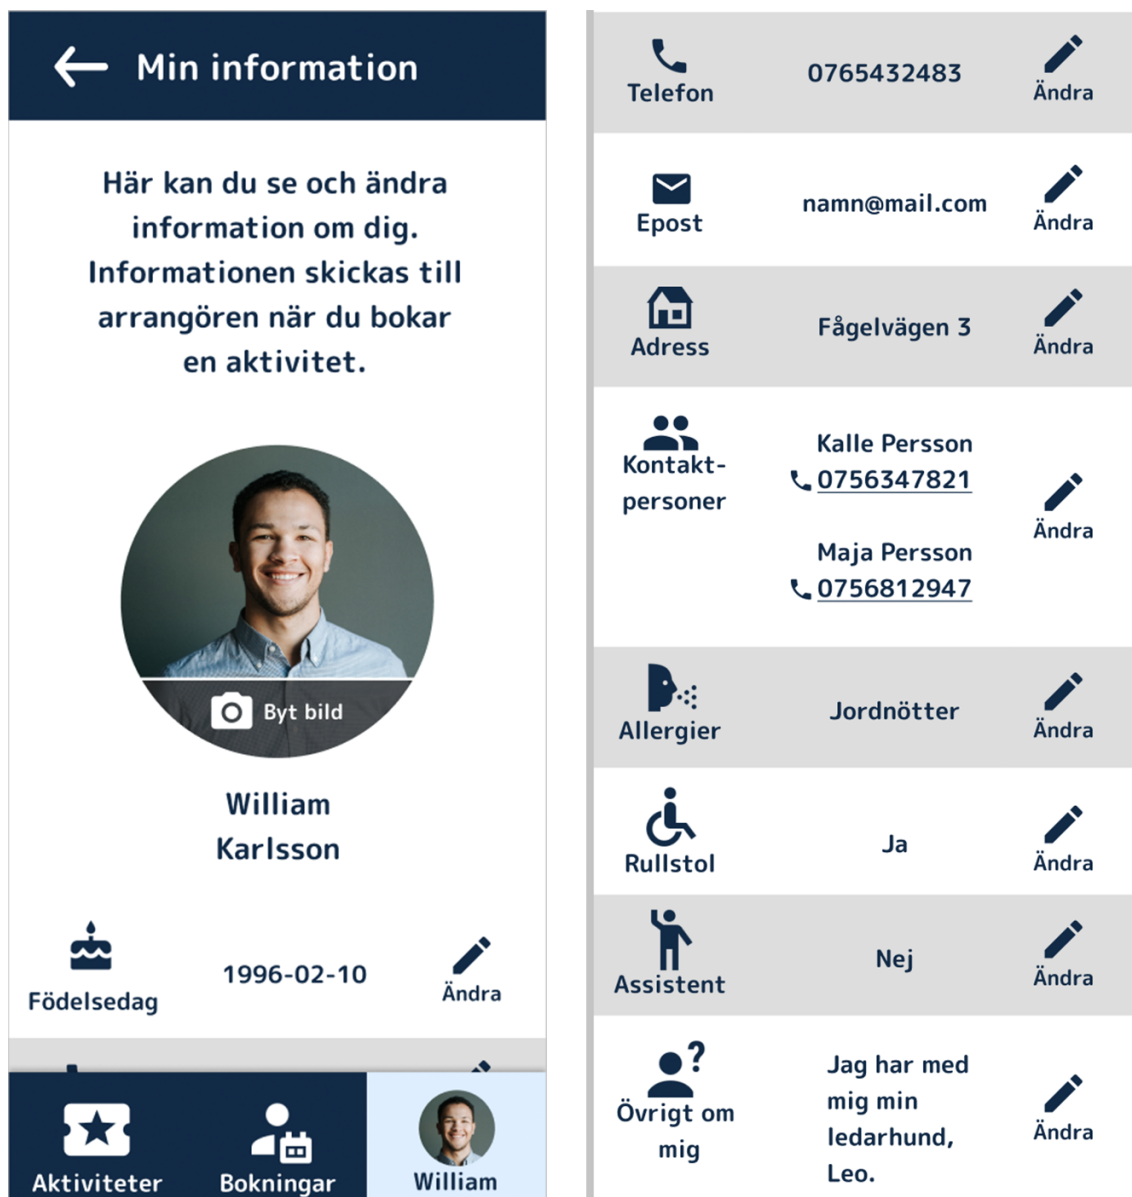 Min information
Här kan du se och ändra
information om dig.
Informationen skickas till
arrangören när du bokar
en aktivitet.
Byt bild
William
Karlsson
Födelsedag
1996-02-10
Ändra
Aktiviteter
Bokningar
William
Telefon
0765432483
Ändra
Epost
namn@mail.com
Ändra
Adress
Fågelvägen 3
Ändra
Kontakt-
personer
Kalle Persson
0756347821
Maja Persson
0756812947
Ändra
Allergier
Jordnötter
Ändra
Rullstol
Ja
Ändra
Assistent
Nej
Ändra
Övrigt om
mig
Jag har med
mig min
ledarhund,
Leo.
Ändra